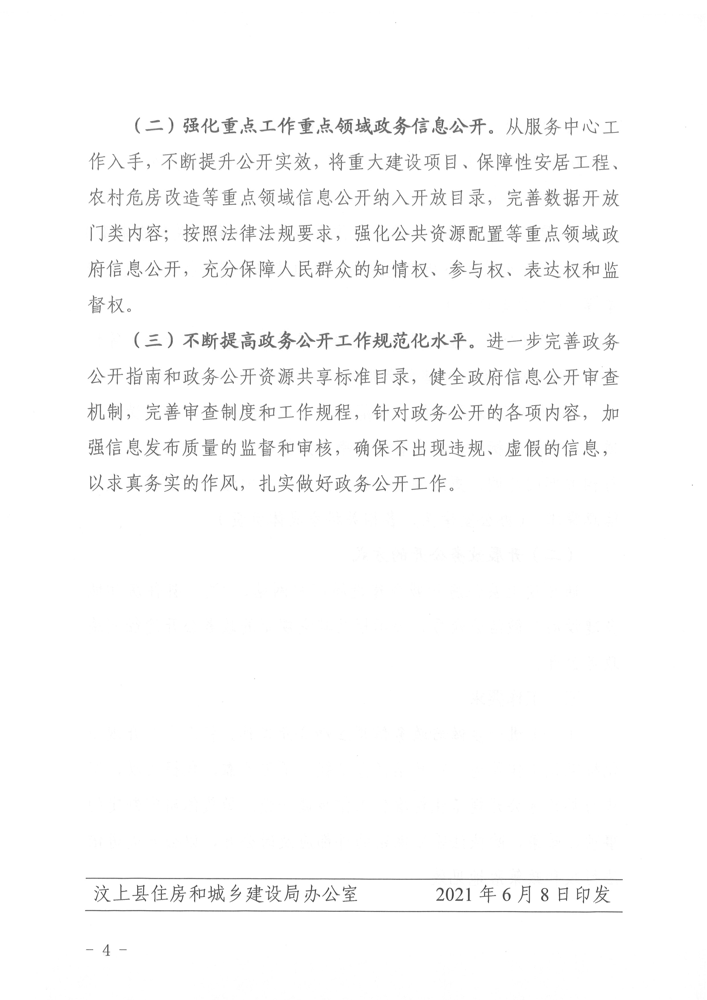 （二）强化重点工作重点领域政务信息公开。从服务中心工
作入手，不断提升公开实效，将重大建设项目、保障性安居工程、
农村危房改造等重点领域信息公开纳入开放目录，完善数据开放
门类内容；按照法律法规要求，强化公共资源配置等重点领域政
府信息公开，充分保障人民群众的知情权、参与权、表达权和监
督权。
（三）不断提高政务公开工作规范化水平。进一步完善政务
公开指南和政务公开资源共享标准目录，健全政府信息公开审查
机制，完善审查制度和工作规程，针对政务公开的各项内容，加
强信息发布质量的监督和审核，确保不出现违规、虚假的信息，
以求真务实的作风，扎实做好政务公开工作。
汶上县住房和城乡建设局办公室 2021年6月8日印发
- 4 -